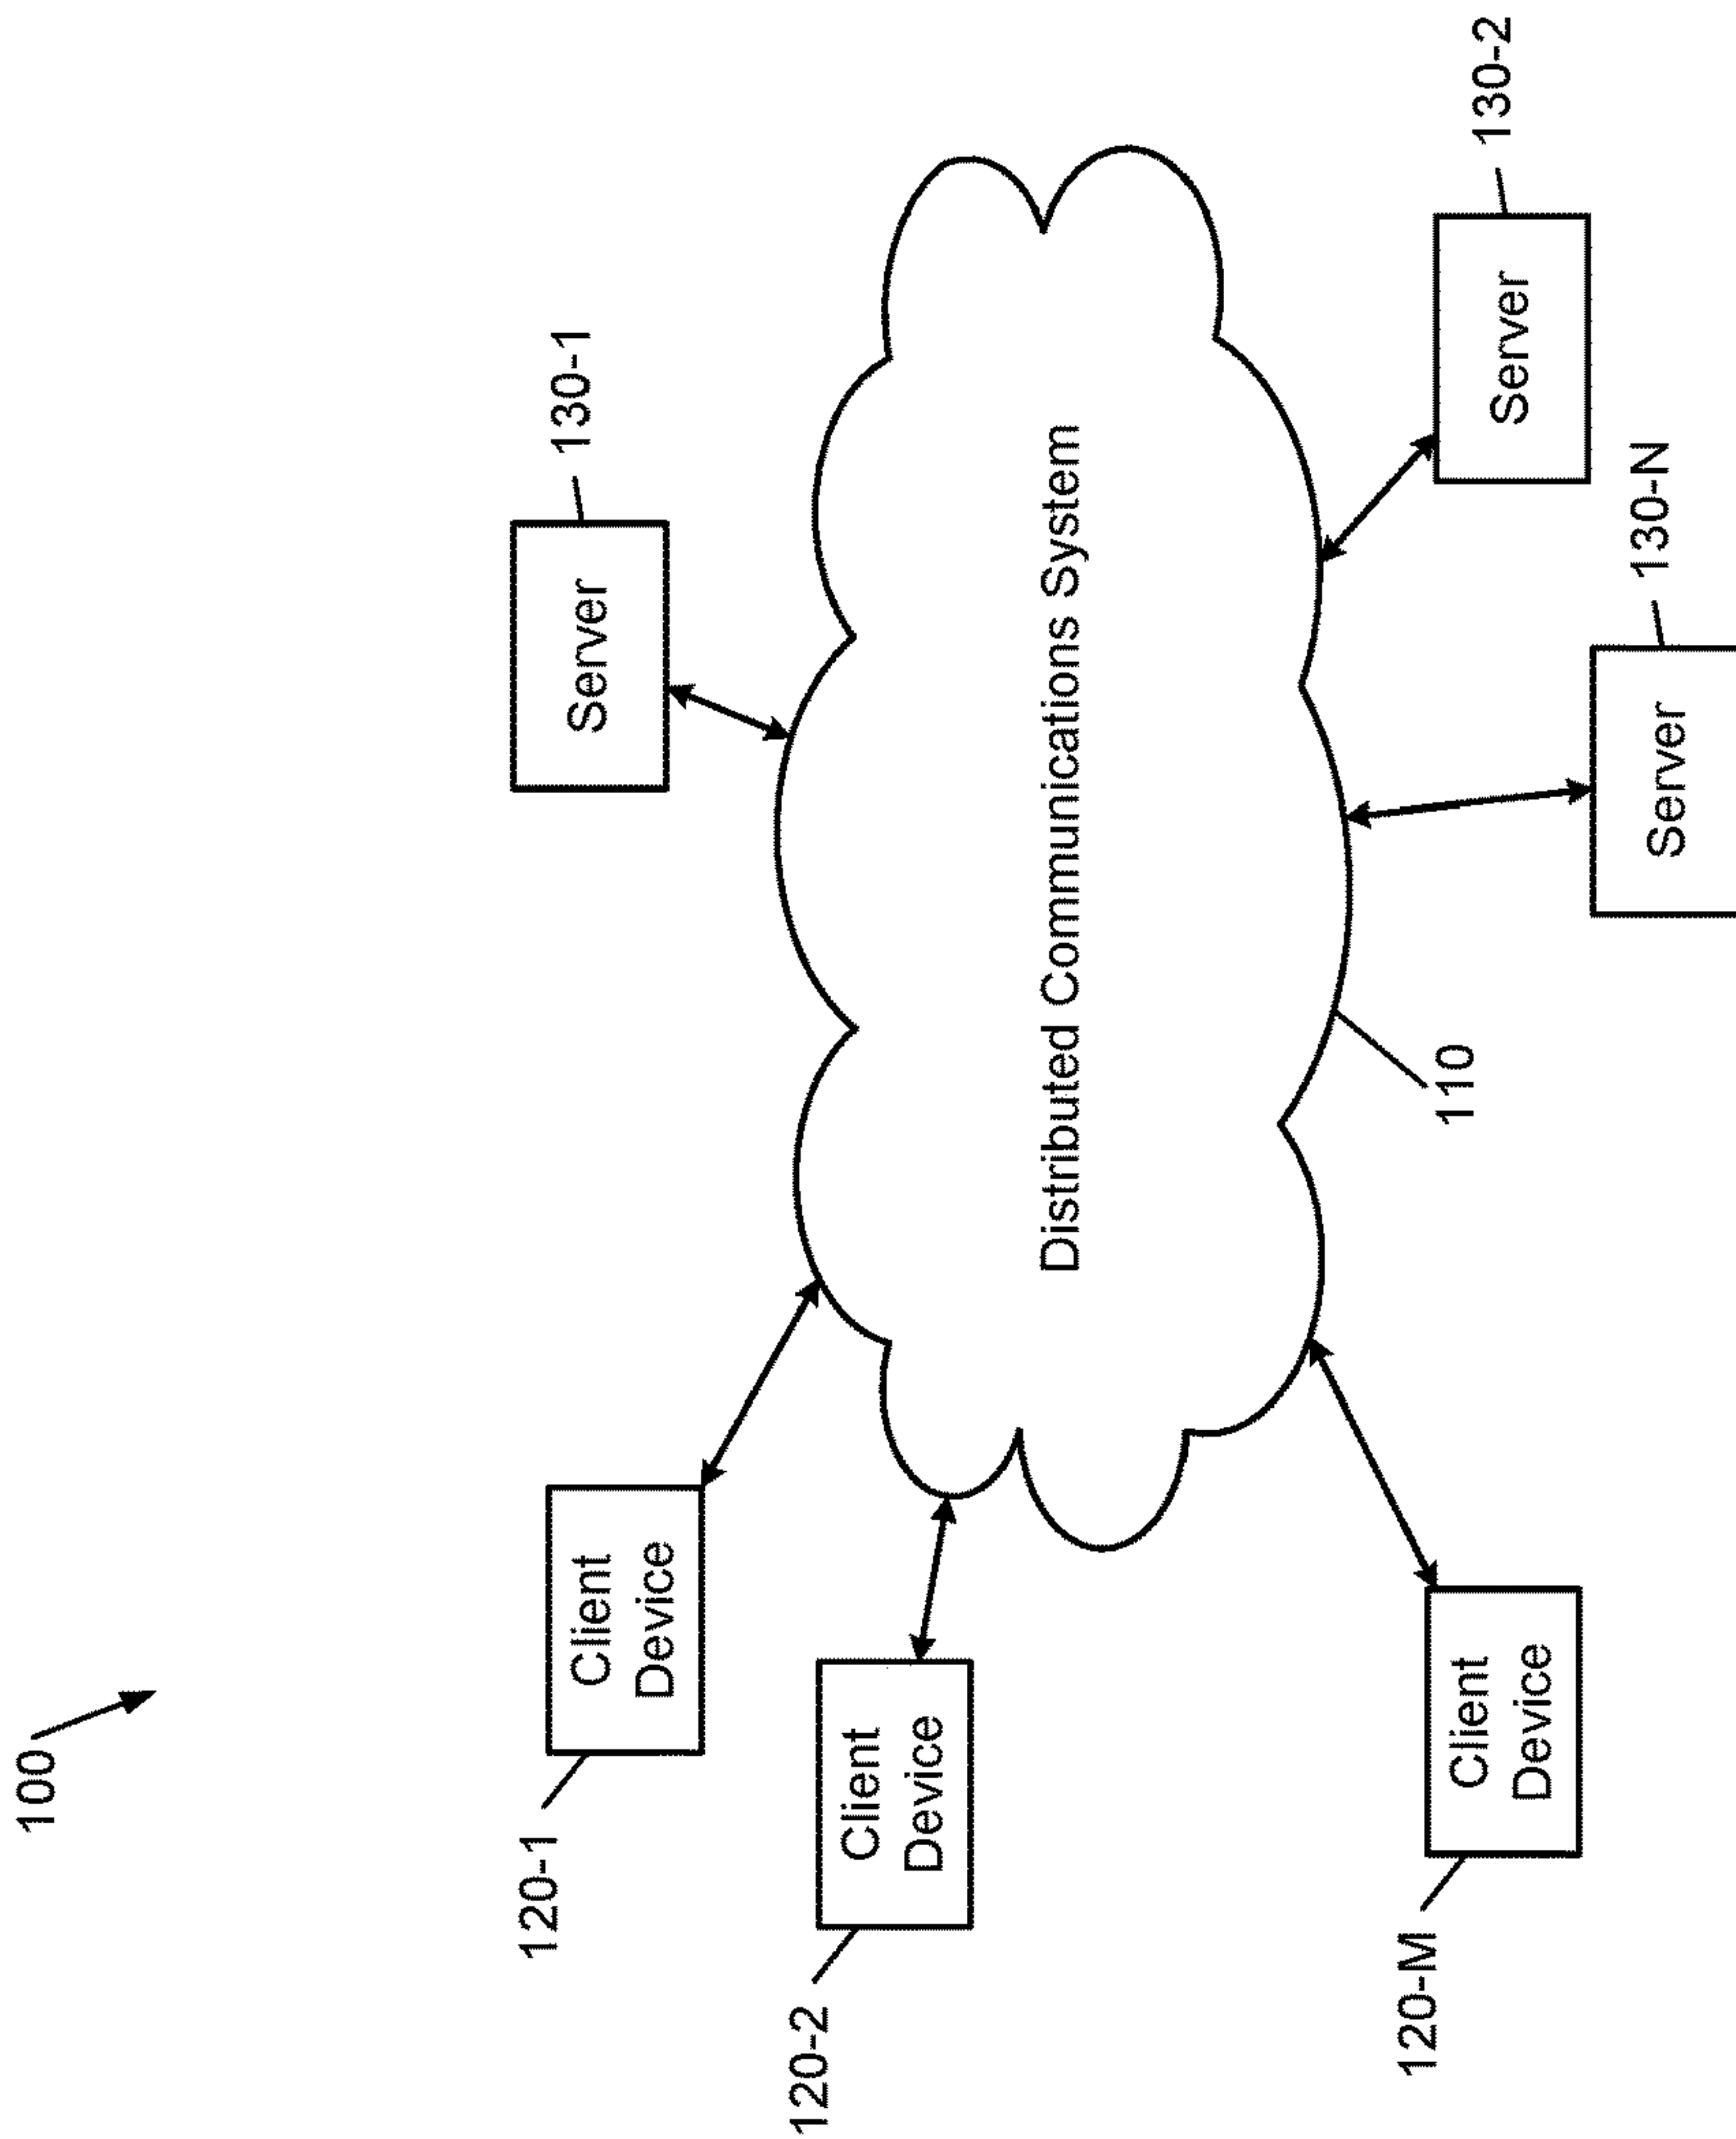 100
120-1
Client
Device
120-2
Client
Device
120-M
Client
Device
Distributed Communications System
110
Server
130-1
Server
130-2
Server
130-N